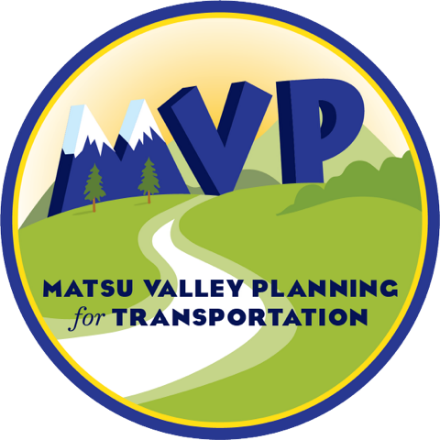 MVP
MATSU VALLEY PLANNING
for TRANSPORTATION